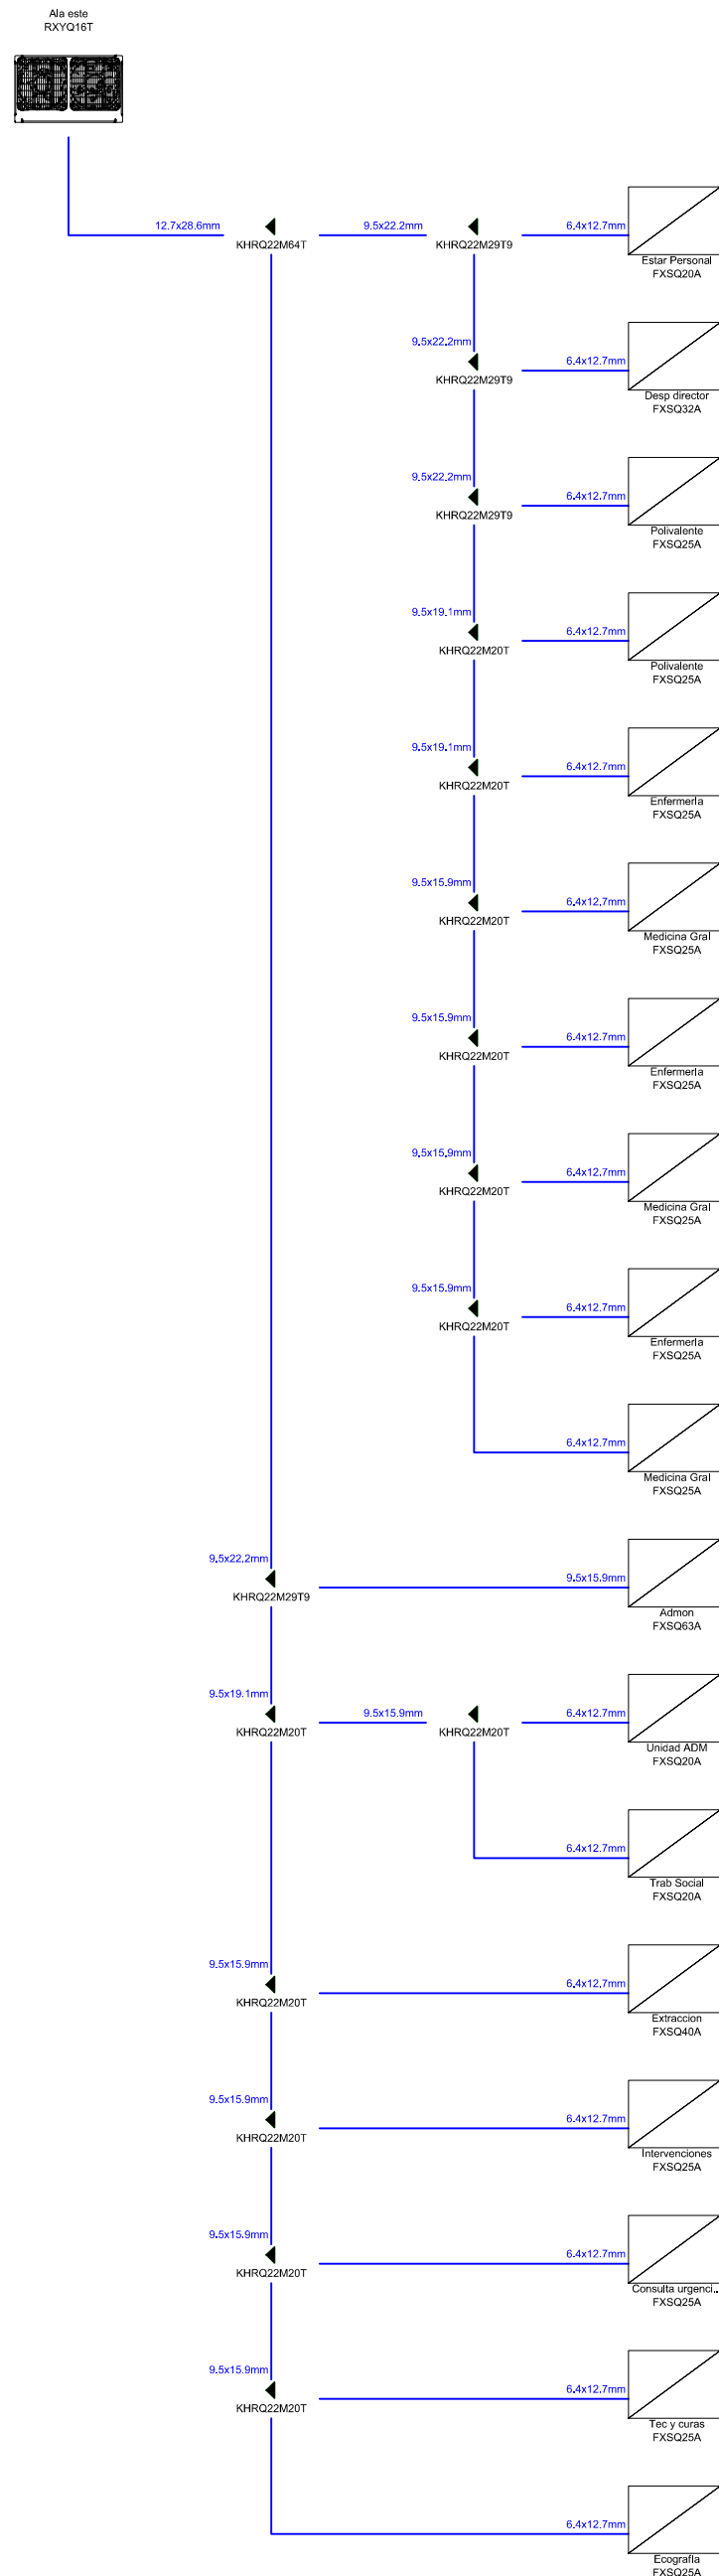 Ala este
RXYQ16T
12.7x28.6mm
KHRQ22M64T
9.5x22.2mm
KHRQ22M29T9
6.4x12.7mm
Estar Personal
FXSQ20A
9.5x22.2mm
KHRQ22M29T9
6.4x12.7mm
Desp director
FXSQ32A
9.5x22.2mm
KHRQ22M29T9
6.4x12.7mm
Polivalente
FXSQ25A
9.5x19.1mm
KHRQ22M20T
6.4x12.7mm
Polivalente
FXSQ25A
9.5x19.1mm
KHRQ22M20T
6.4x12.7mm
Enfermería
FXSQ25A
9.5x15.9mm
KHRQ22M20T
6.4x12.7mm
Medicina Gral
FXSQ25A
9.5x15.9mm
KHRQ22M20T
6.4x12.7mm
Enfermería
FXSQ25A
9.5x15.9mm
KHRQ22M20T
6.4x12.7mm
Medicina Gral
FXSQ25A
9.5x15.9mm
KHRQ22M20T
6.4x12.7mm
Enfermería
FXSQ25A
6.4x12.7mm
Medicina Gral
FXSQ25A
9.5x22.2mm
KHRQ22M29T9
9.5x15.9mm
Admon
FXSQ63A
9.5x19.1mm
KHRQ22M20T
9.5x15.9mm
KHRQ22M20T
6.4x12.7mm
Unidad ADM
FXSQ20A
6.4x12.7mm
Trab Social
FXSQ20A
9.5x15.9mm
KHRQ22M20T
6.4x12.7mm
Extraccion
FXSQ40A
9.5x15.9mm
KHRQ22M20T
6.4x12.7mm
Intervenciones
FXSQ25A
9.5x15.9mm
KHRQ22M20T
6.4x12.7mm
Consulta urgenci...
FXSQ25A
9.5x15.9mm
KHRQ22M20T
6.4x12.7mm
Tec y curas
FXSQ25A
6.4x12.7mm
Ecografía
FXSQ25A